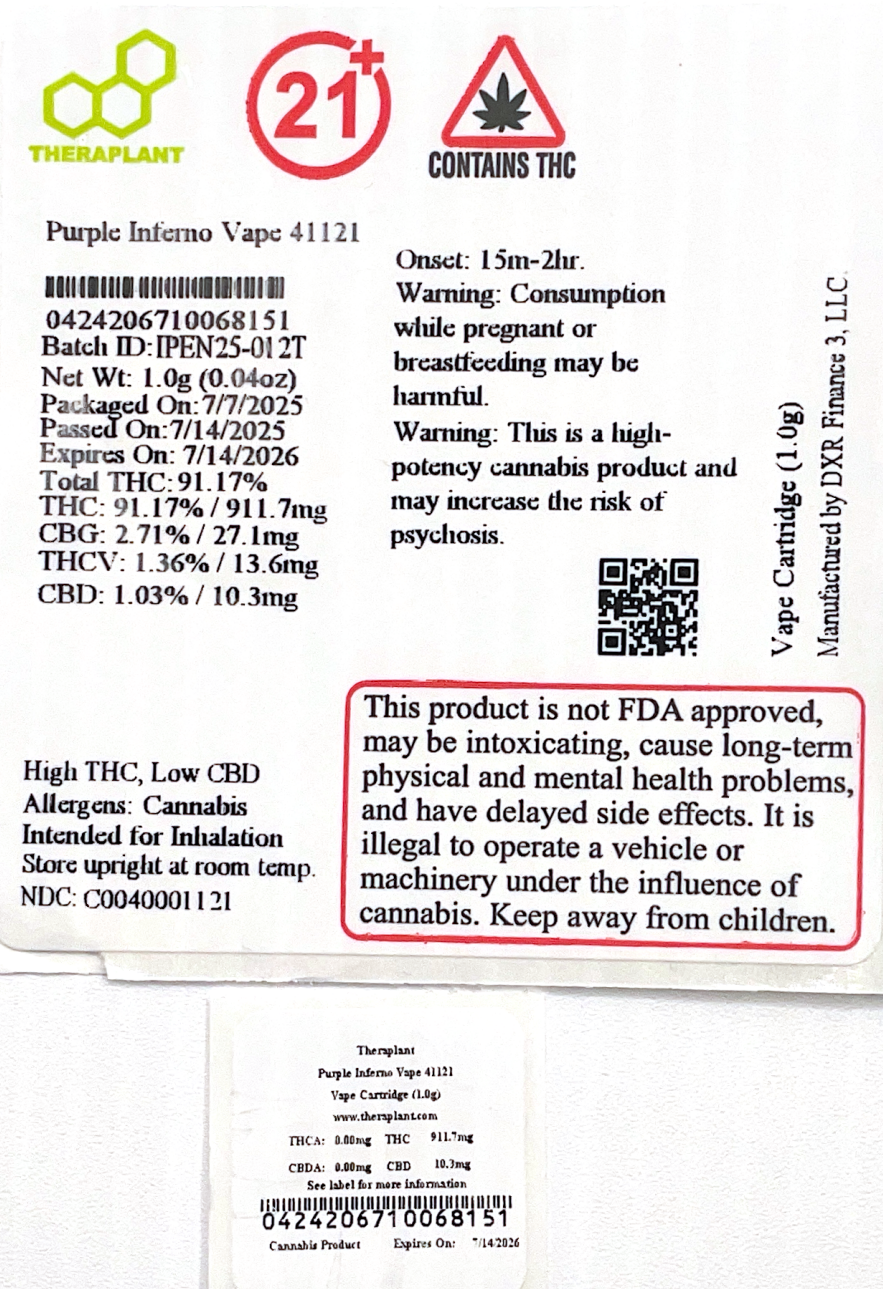 THERAPLANT
21+
CONTAINS THC
Purple Inferno Vape 41121
0424206710068151
Batch ID:IPEN25-012T
Net Wt: 1.0g (0.04oz)
Packaged On:7/7/2025
Passed On:7/14/2025
Expires On: 7/14/2026
Total THC: 91.17%
THC: 91.17% / 911.7mg
CBG: 2.71% / 27.1mg
THCV: 1.36% / 13.6mg
CBD: 1.03% / 10.3mg
Onset: 15m-2hr.
Warning: Consumption
while pregnant or
breastfeeding may be
harmful.
Warning: This is a high-
potency cannabis product and
may increase the risk of
psychosis.
Vape Cartridge (1.0g)
Manufactured by DXR Finance 3, LLC.
High THC, Low CBD
Allergens: Cannabis
Intended for Inhalation
Store upright at room temp.
NDC: C0040001121
This product is not FDA approved,
may be intoxicating, cause long-term
physical and mental health problems,
and have delayed side effects. It is
illegal to operate a vehicle or
machinery under the influence of
cannabis. Keep away from children.
Theraplant
Purple Inferno Vape 41121
Vape Cartridge (1.0g)
www.theraplant.com
THCA: 0.00mg THC 911.7mg
CBDA: 0.00mg CBD 10.3mg
See label for more information
0424206710068151
Cannabis Product Expires On: 7/14/2026